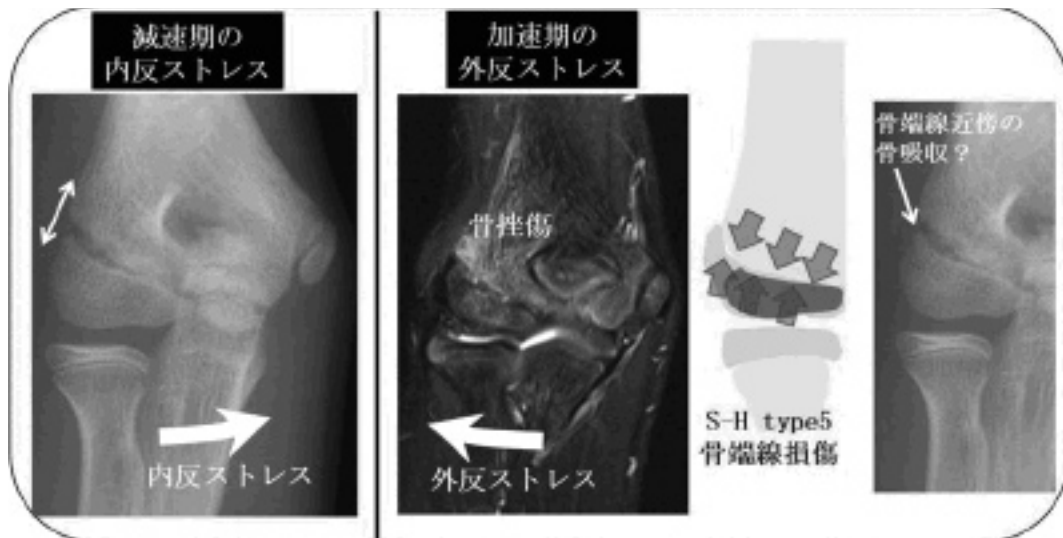 減速期の
内反ストレス
内反ストレス
加速期の
外反ストレス
骨挫傷
外反ストレス
S-H type5
骨端線損傷
骨端線近傍の
骨吸収？